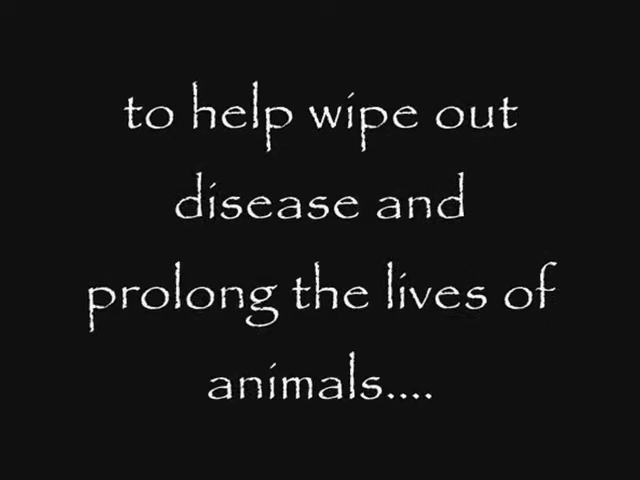 to help wipe out
disease and
prolong the lives of
animals....